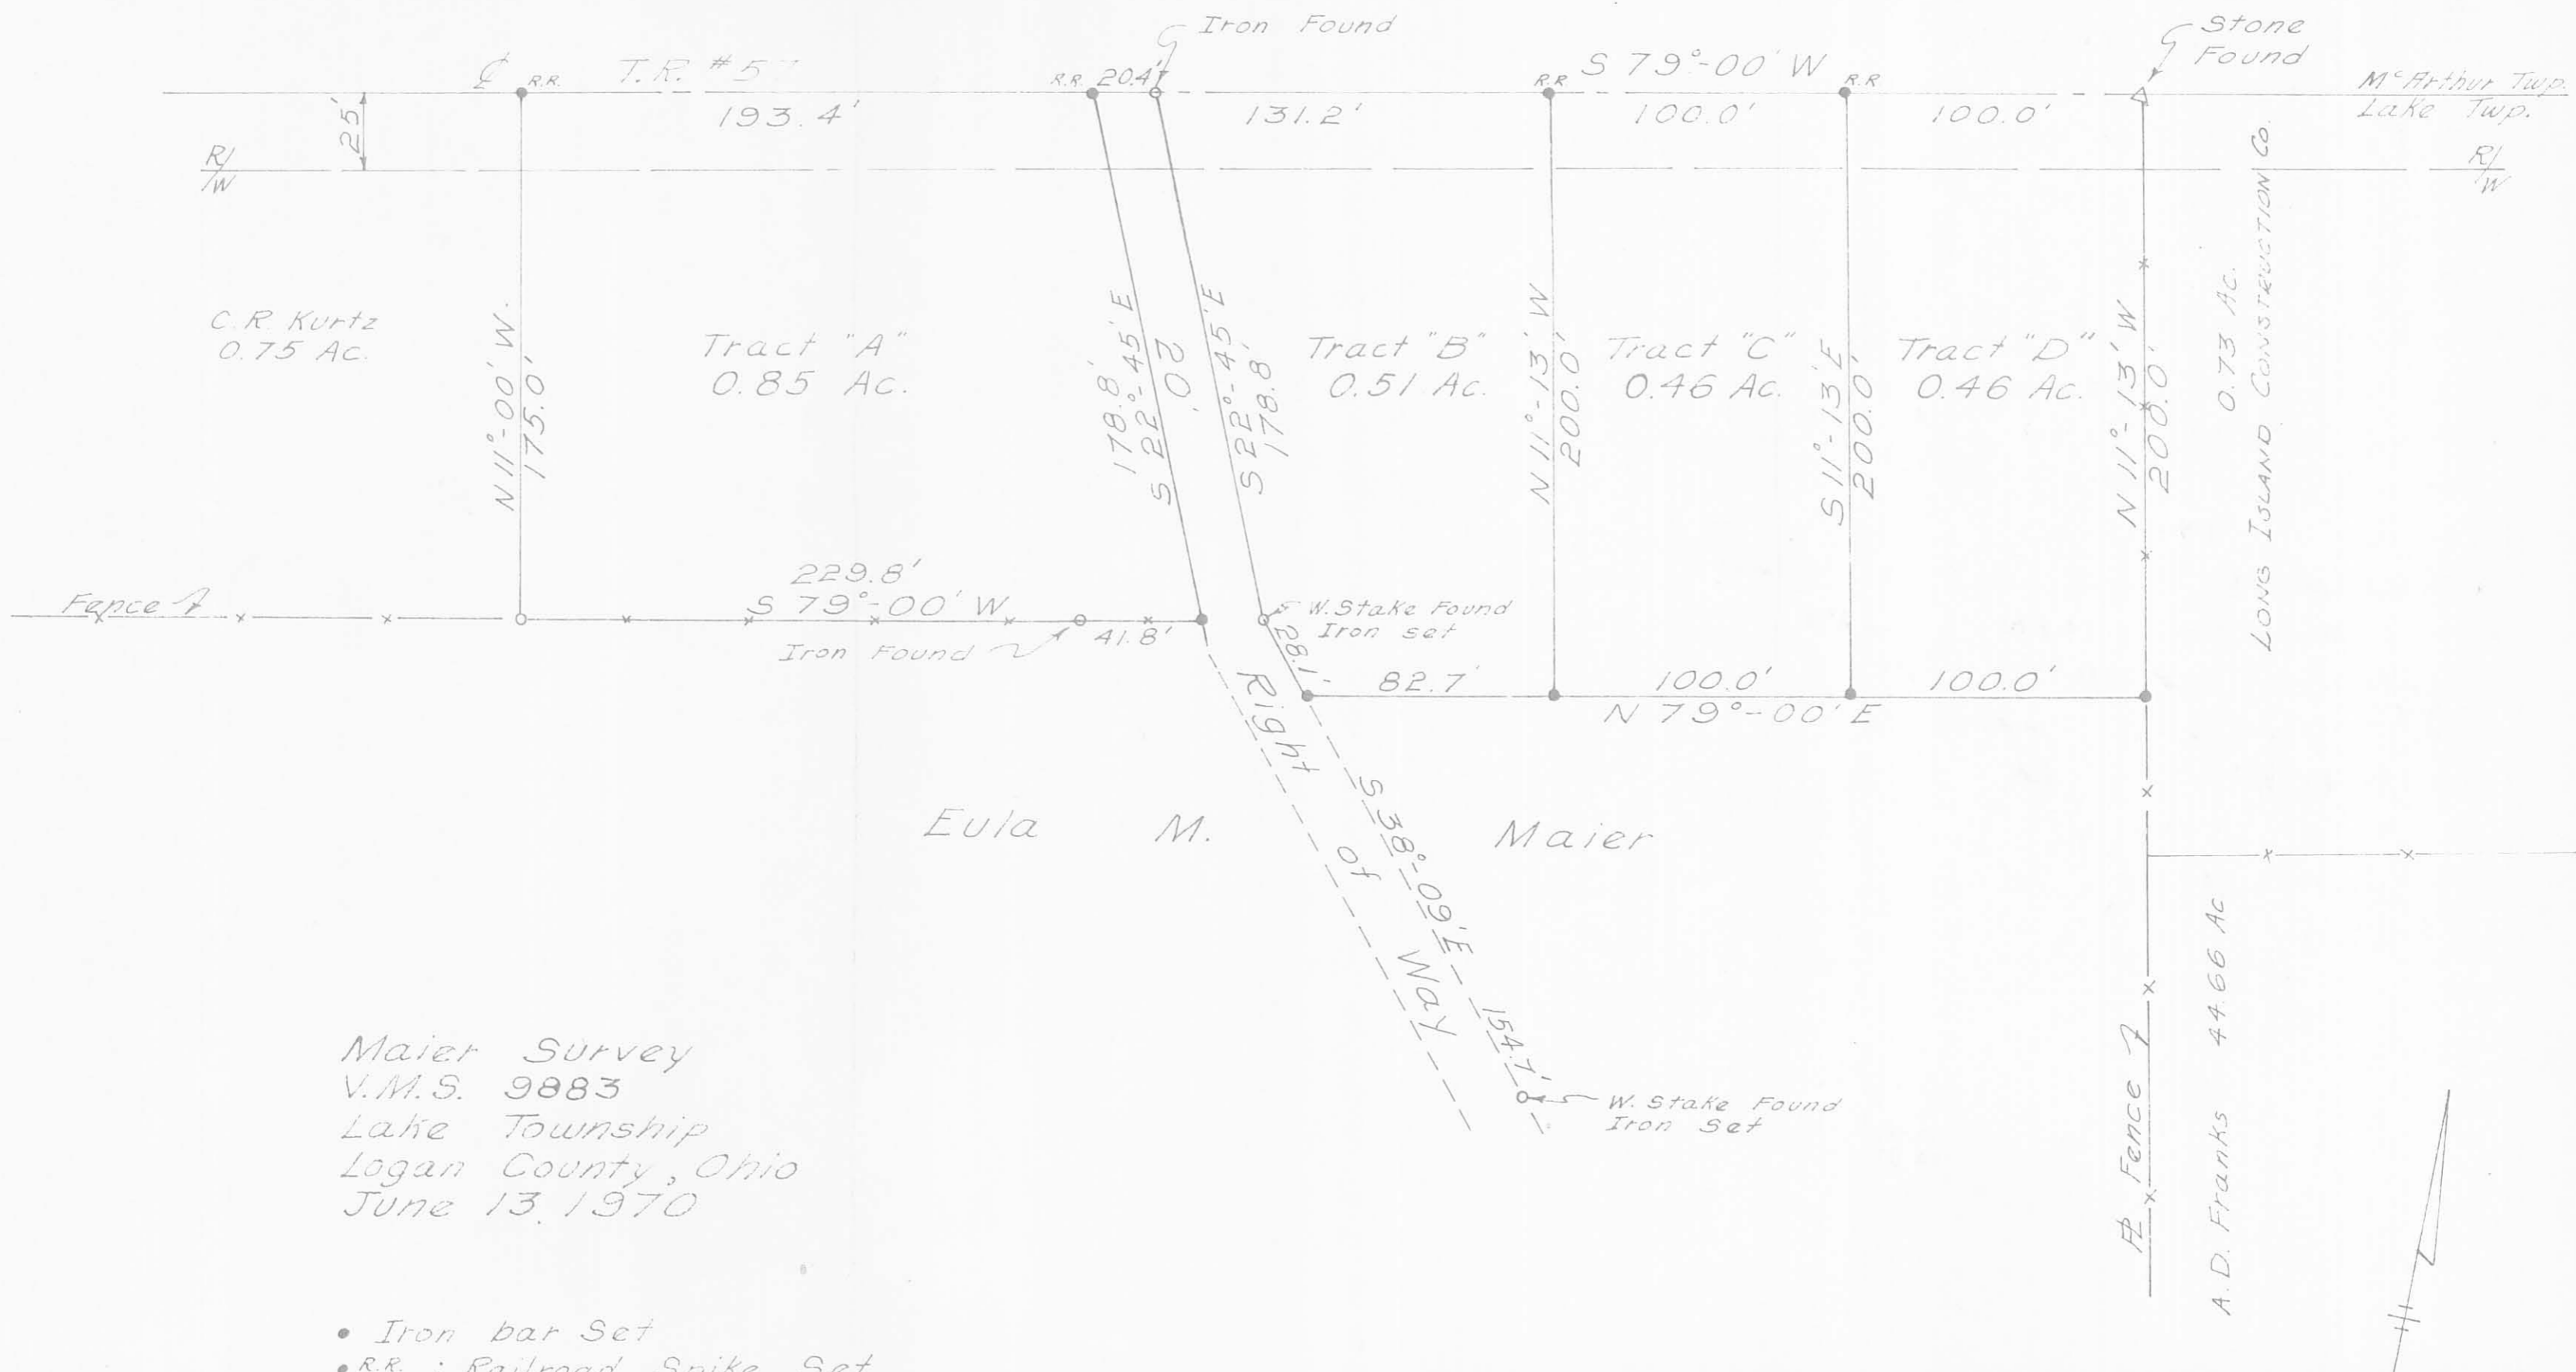 Iron Found
Stone
Found
℄ R.R. T.R. #57
R.R. 20.4'
R.R
S 79°-00' W
R.R
McArthur Twp.
Lake Twp.
193.4'
131.2'
100.0'
100.0'
25'
R/W
R/W
C.R. Kurtz
0.75 Ac.
N 11°-00' W.
175.0'
Tract "A"
0.85 Ac.
178.8'
S 22°-45' E
20'
S 22°-45' E
178.8'
Tract "B"
0.51 Ac.
N 11°-13' W
200.0'
Tract "C"
0.46 Ac.
S 11°-13' E
200.0'
Tract "D"
0.46 Ac.
N 11°-13' W
200.0'
0.73 Ac.
LONG ISLAND CONSTRUCTION Co.
Fence
229.8'
S 79°-00' W
Iron Found
41.8'
W. Stake Found
Iron set
28.1'
82.7'
100.0'
100.0'
N 79°-00' E
Right of Way
S 38°-09' E
154.1'
W. Stake Found
Iron Set
Eula M. Maier
Fence
A.D. Franks 44.66 Ac
Maier Survey
V.M.S. 9883
Lake Township
Logan County, Ohio
June 13, 1970
• Iron bar Set
• R.R. : Railroad Spike Set